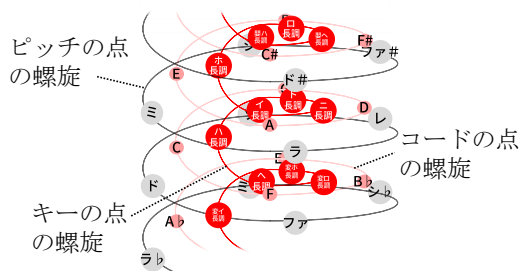 ピッチの点
の螺旋
キーの点
の螺旋
コードの点
の螺旋
ロ
長調
嬰ハ
長調
嬰ヘ
長調
F#
シ
C#
ファ#
ホ
長調
E
ド#
ド
長調
イ
長調
ニ
長調
D
ミ
A
レ
ハ
長調
C
ラ
E
変ホ
長調
ヘ
長調
変ロ
長調
B♭
ド
ミ
F
シ♭
変イ
長調
A♭
ファ
ラ♭